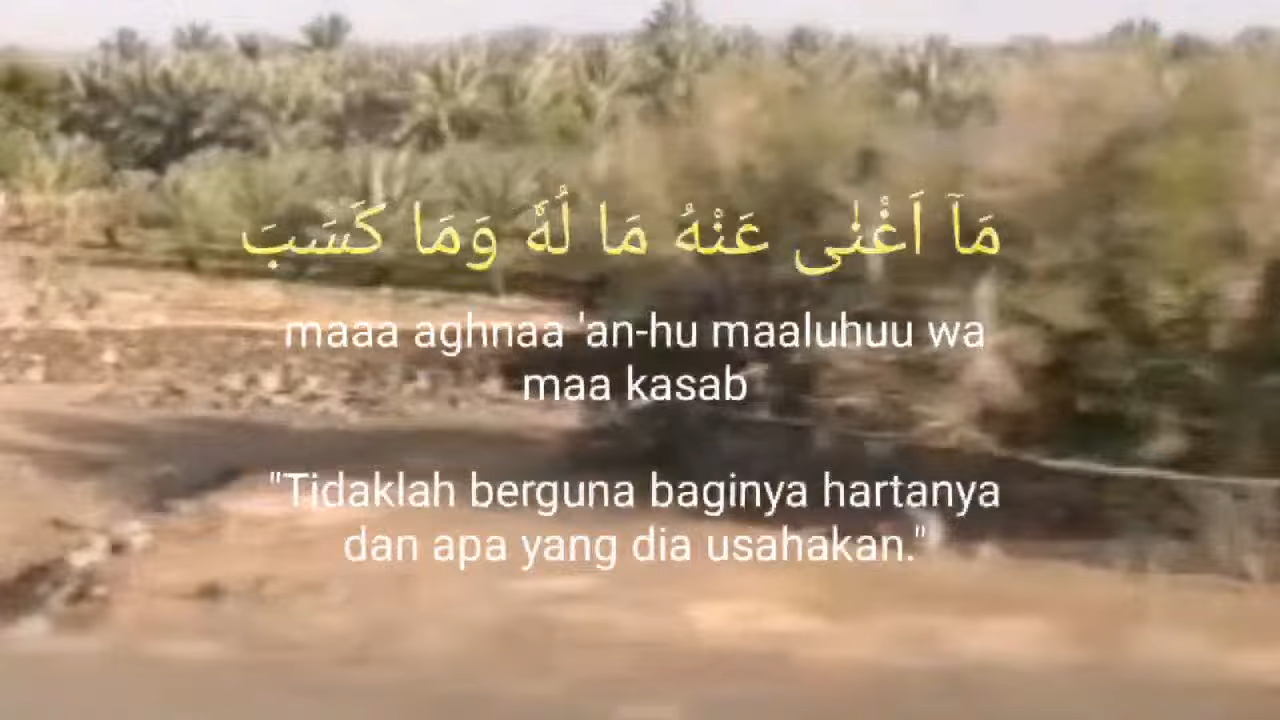 مَآ اَغْنٰى عَنْهُ مَا لُهٗ وَمَا كَسَبَ
maaa aghnaa 'an-hu maaluhuu wa
maa kasab
"Tidaklah berguna baginya hartanya
dan apa yang dia usahakan."